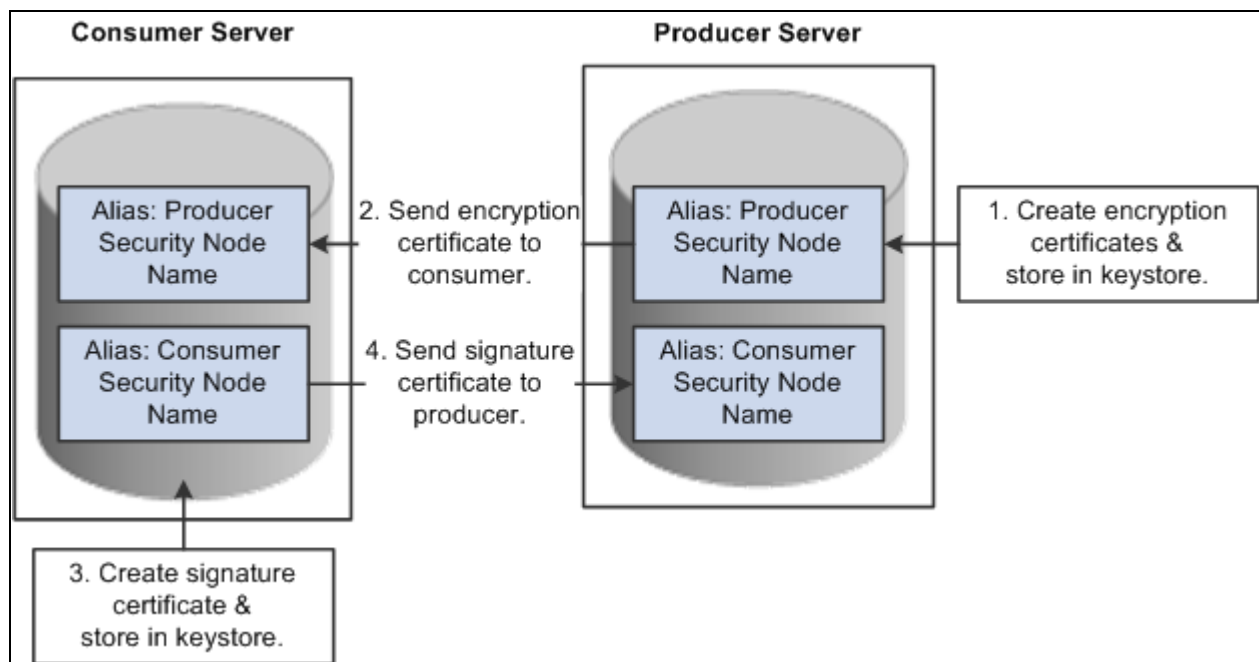 Consumer Server
Producer Server
Alias: Producer
Security Node
Name
2. Send encryption
certificate to
consumer.
Alias: Producer
Security Node
Name
1. Create encryption
certificates &
store in keystore.
Alias: Consumer
Security Node
Name
4. Send signature
certificate to
producer.
Alias: Consumer
Security Node
Name
3. Create signature
certificate &
store in keystore.